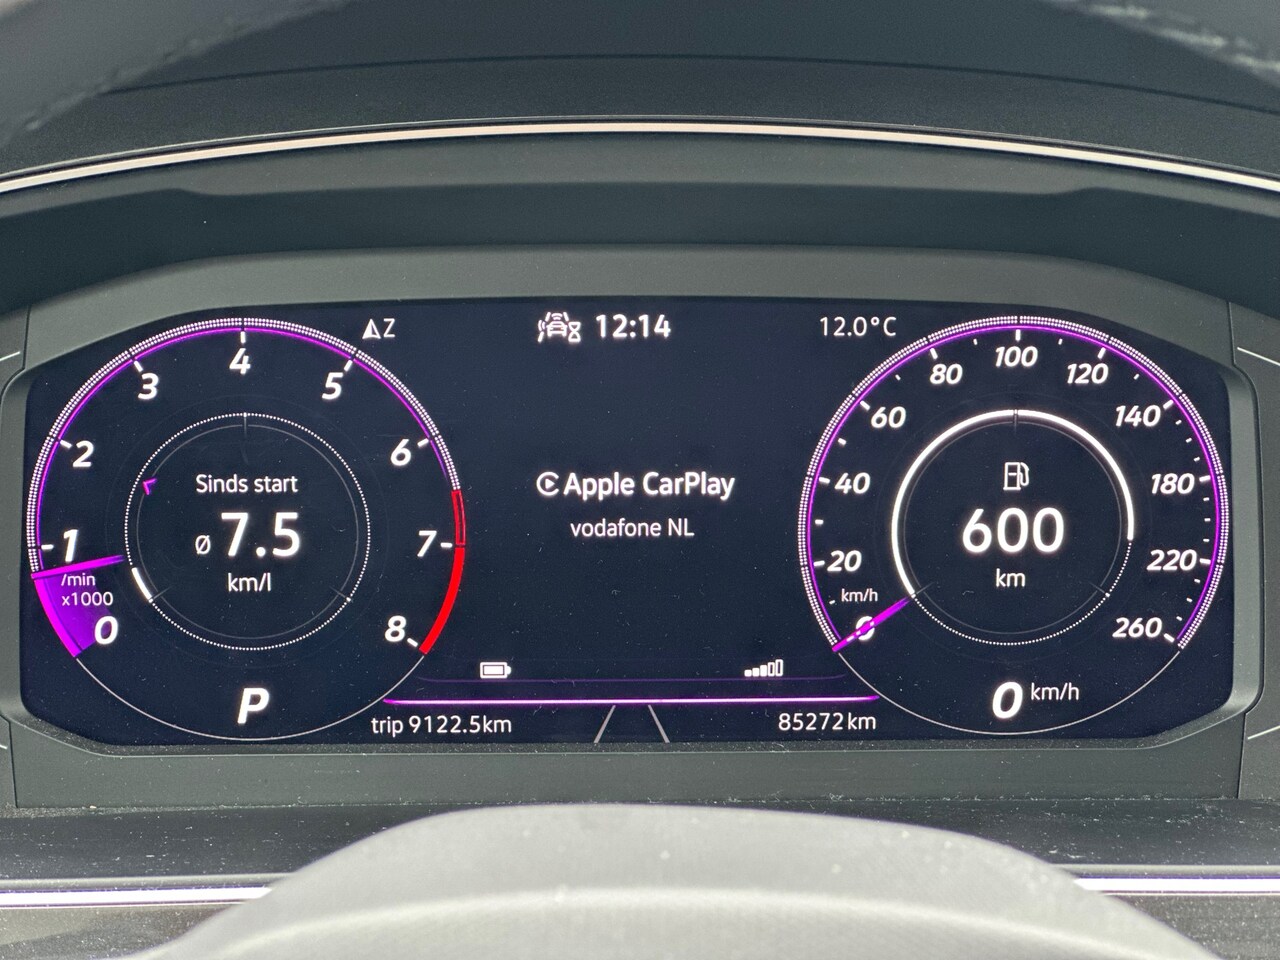 Z
12:14
12.0°C
0
1
2
3
4
5
6
7
8
/min
x1000
Sinds start
ø 7.5
km/l
P
Apple CarPlay
vodafone NL
trip 9122.5km
85272km
0
20
40
60
80
100
120
140
180
220
260
km/h
600
km
0 km/h